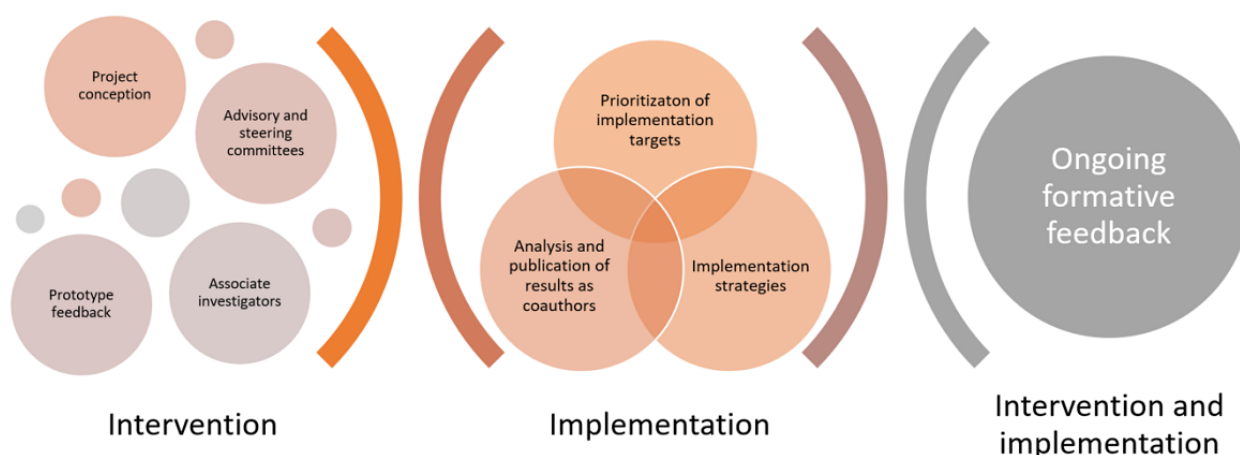 Project
conception
Advisory and
steering
committees
Prototype
feedback
Associate
investigators
Intervention
Prioritizaton of
implementation
targets
Analysis and
publication of
results as
coauthors
Implementation
strategies
Implementation
Ongoing
formative
feedback
Intervention and
implementation